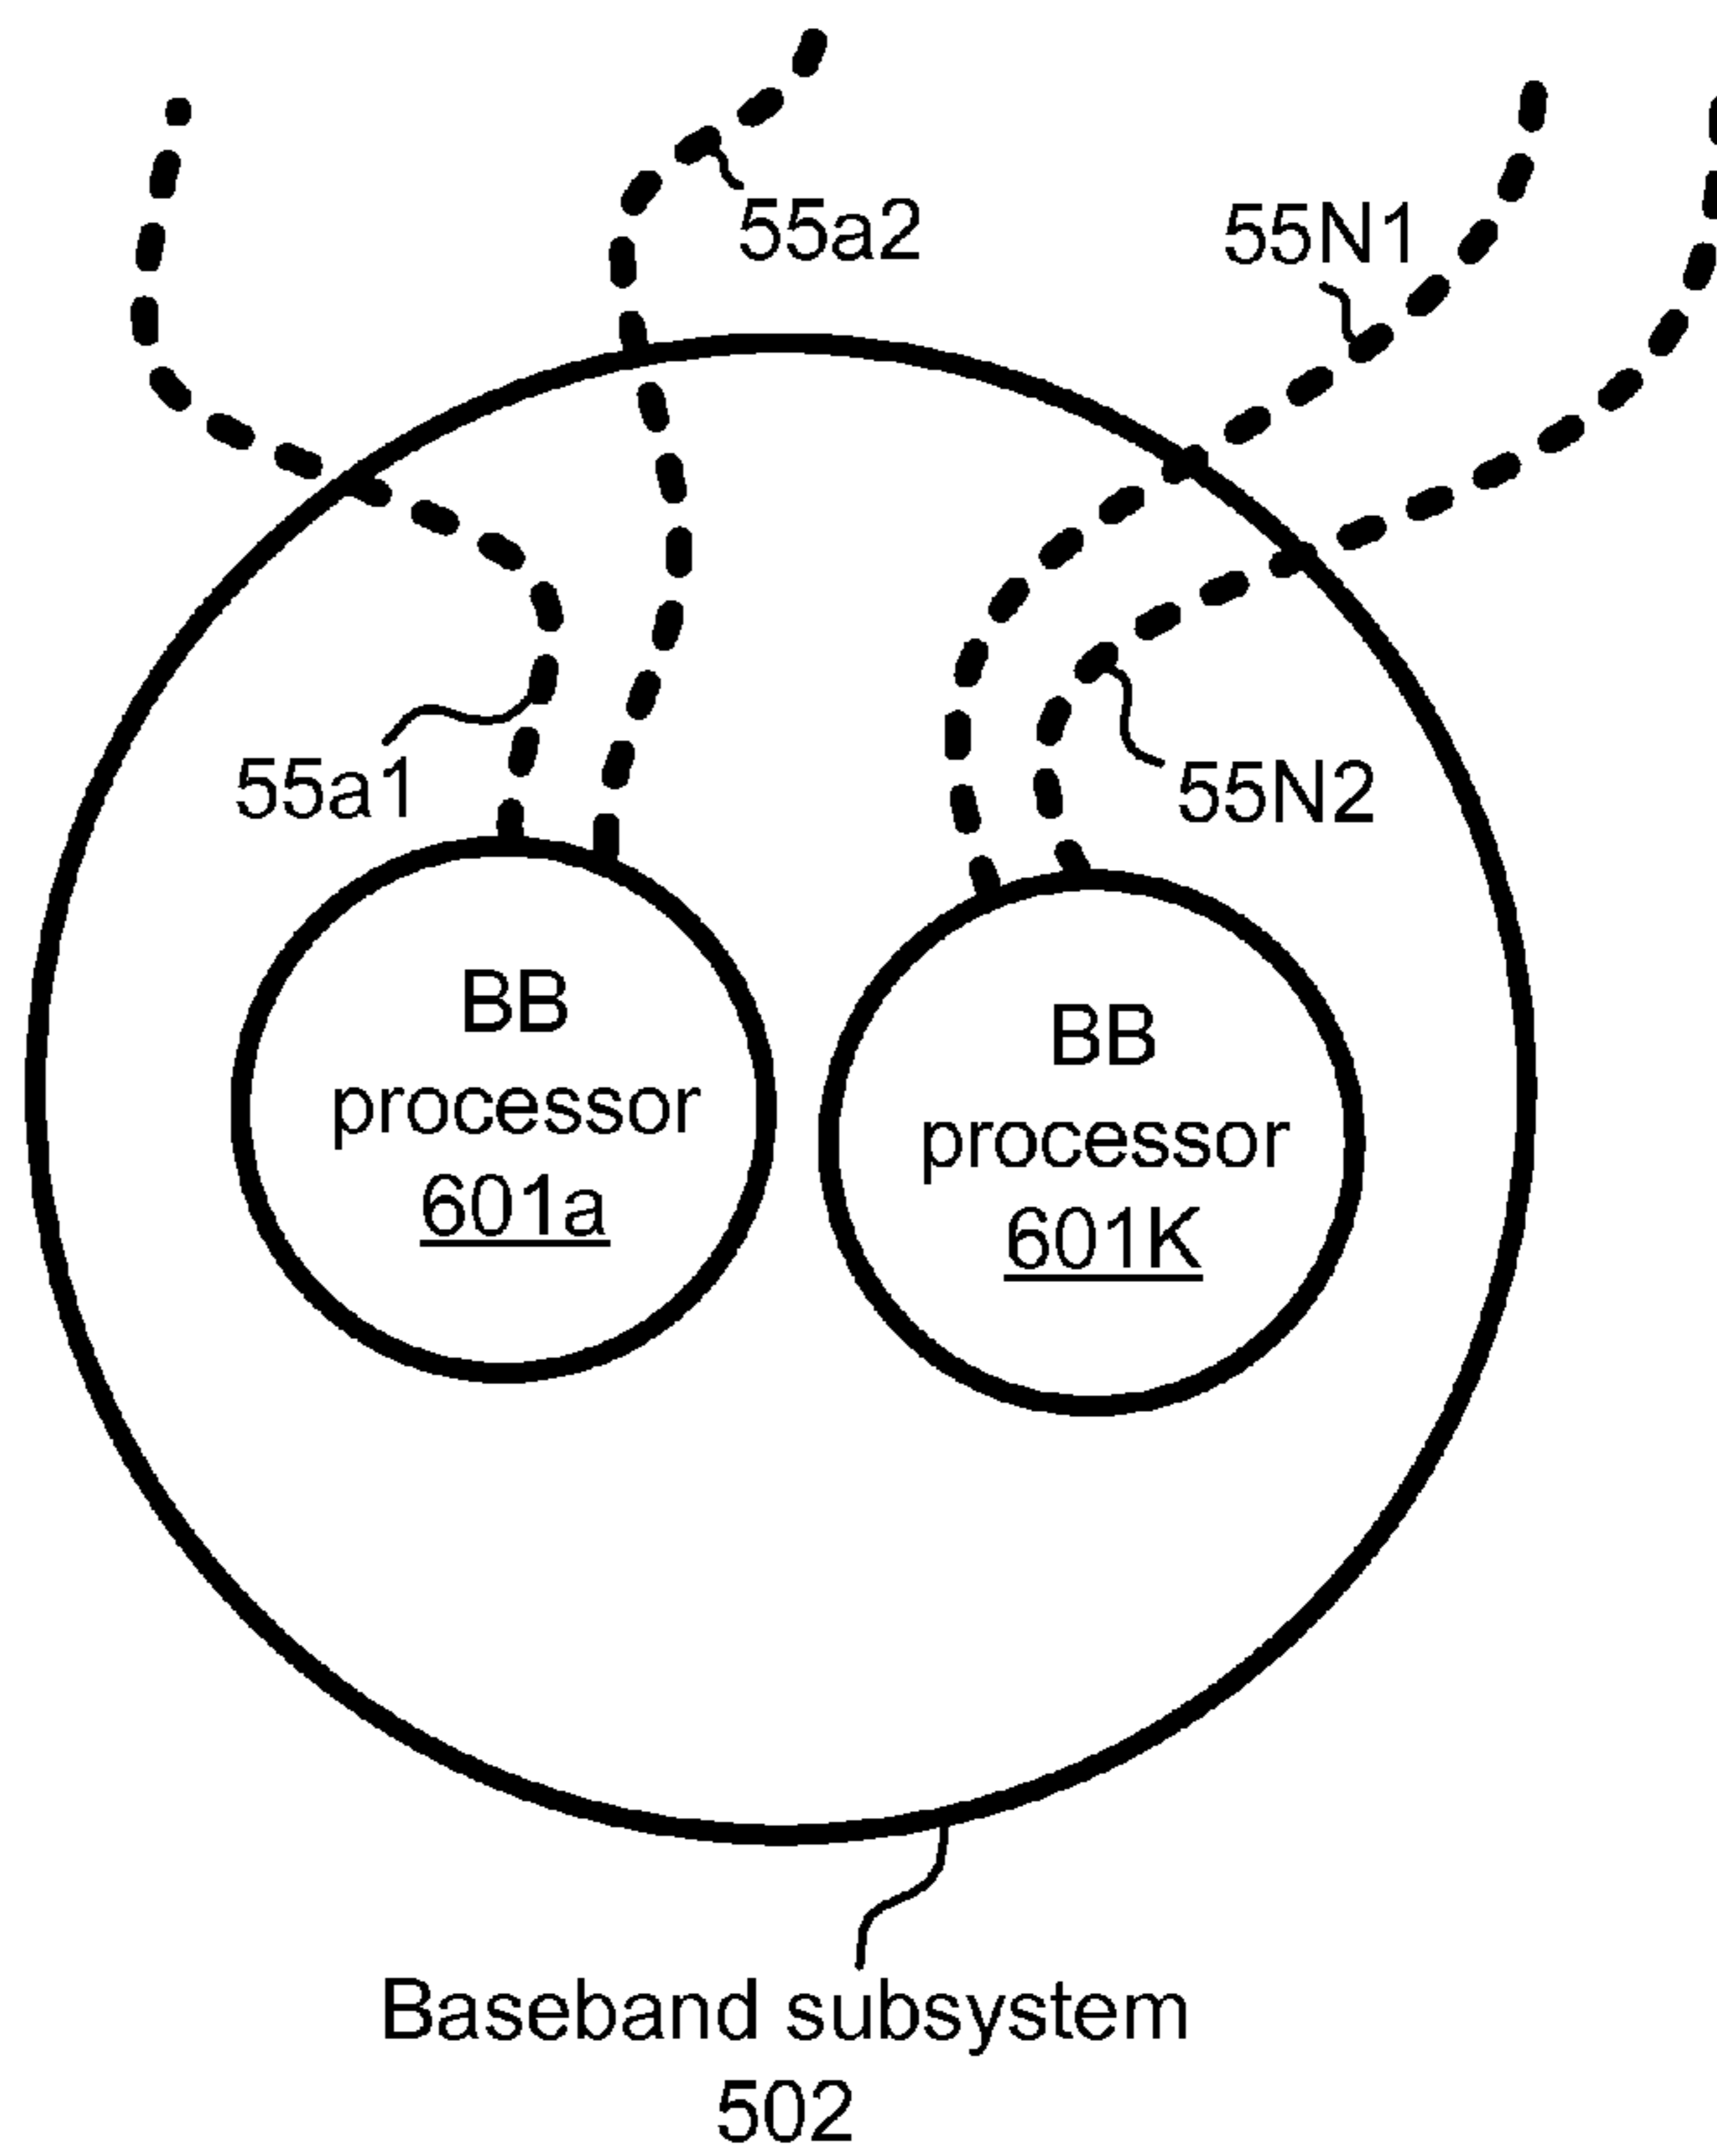 55a2
55N1
55a1
55N2
BB
processor
601a
BB
processor
601K
Baseband subsystem
502